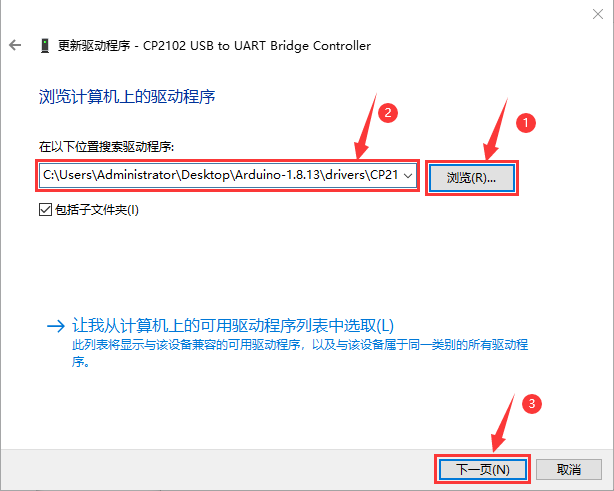 更新驱动程序 - CP2102 USB to UART Bridge Controller
浏览计算机上的驱动程序
2
1
在以下位置搜索驱动程序:
C:\Users\Administrator\Desktop\Arduino-1.8.13\drivers\CP21
浏览(R)...
包括子文件夹(I)
让我从计算机上的可用驱动程序列表中选取(L)
此列表将显示与该设备兼容的可用驱动程序，以及与该设备属于同一类别的所有驱动程
序。
3
下一页(N)
取消